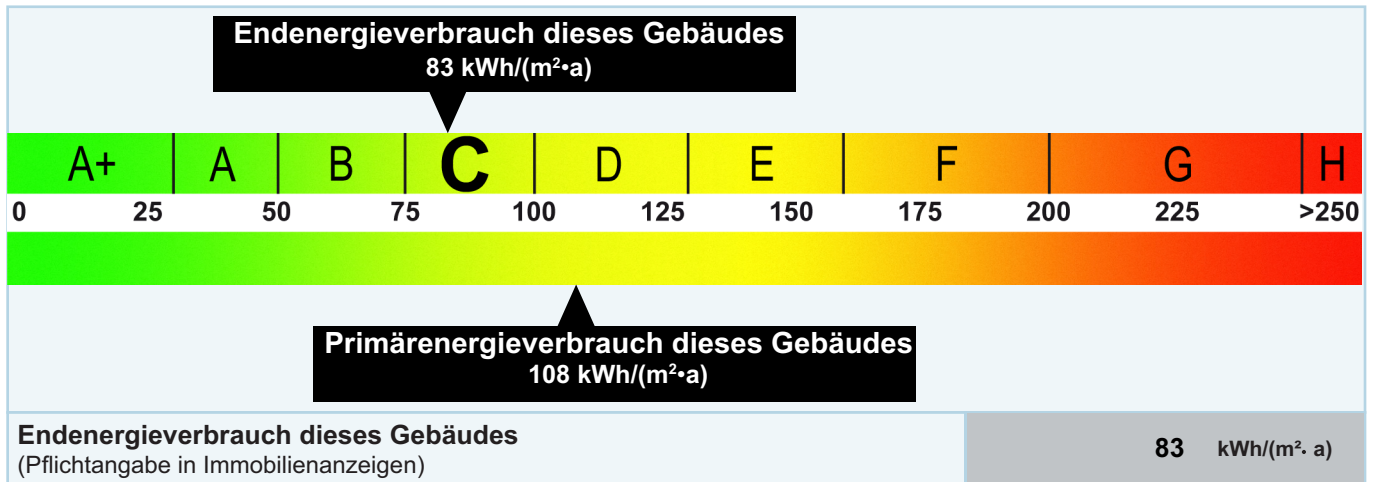 Endenergieverbrauch dieses Gebäudes
83 kWh/(m²•a)
A+ A B C D E F G H
0 25 50 75 100 125 150 175 200 225 >250
Primärenergieverbrauch dieses Gebäudes
108 kWh/(m²•a)
Endenergieverbrauch dieses Gebäudes
(Pflichtangabe in Immobilienanzeigen)
83 kWh/(m²· a)